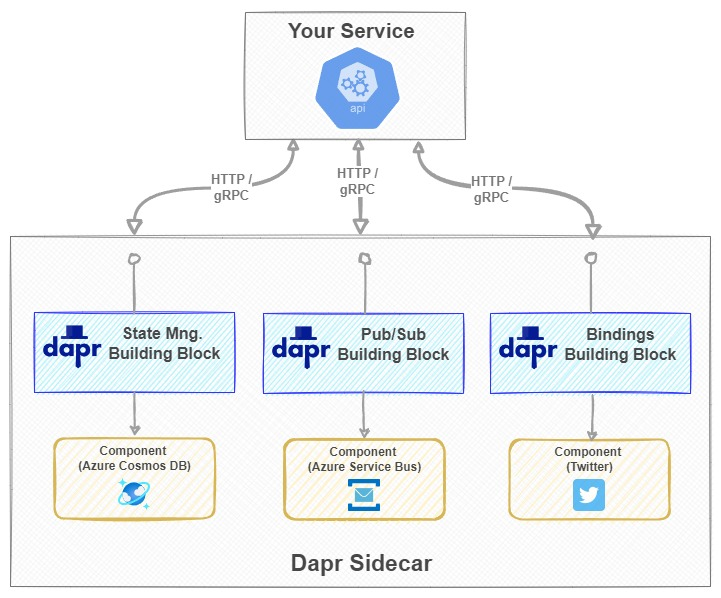 Your Service
api
HTTP /
gRPC
HTTP /
gRPC
HTTP /
gRPC
dapr
State Mng.
Building Block
dapr
Pub/Sub
Building Block
dapr
Bindings
Building Block
Component
(Azure Cosmos DB)
Component
(Azure Service Bus)
Component
(Twitter)
Dapr Sidecar